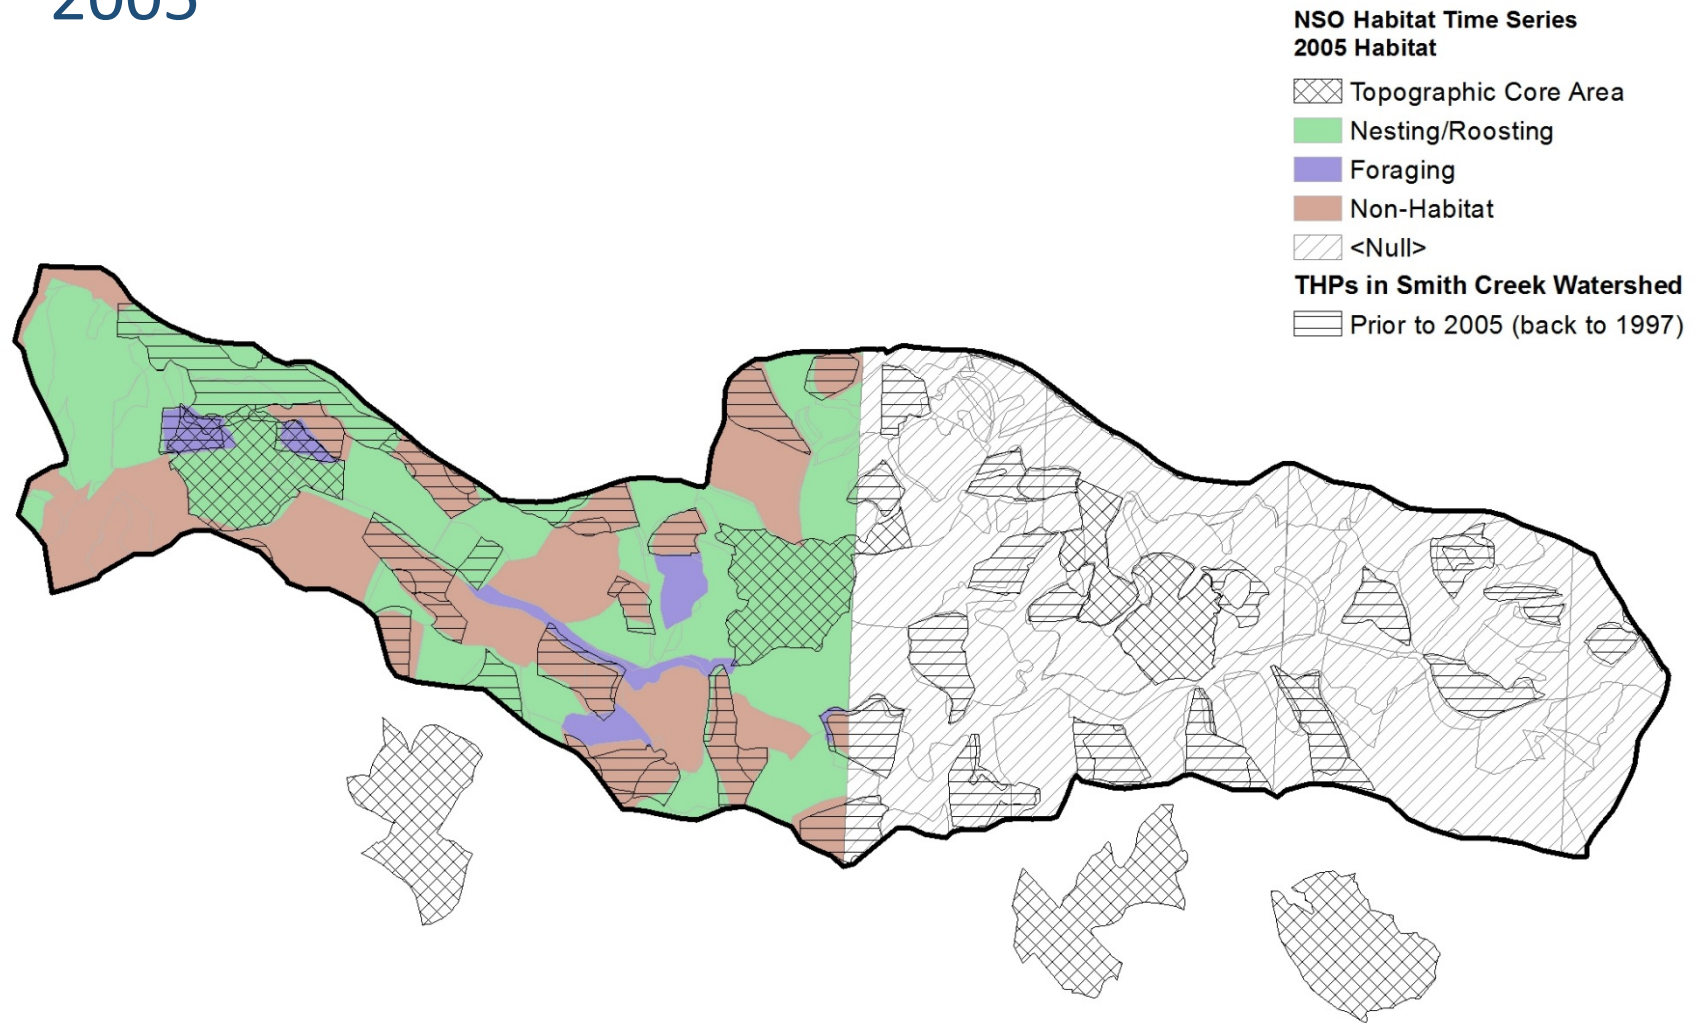 2005
NSO Habitat Time Series
2005 Habitat
Topographic Core Area
Nesting/Roosting
Foraging
Non-Habitat
<Null>
THPs in Smith Creek Watershed
Prior to 2005 (back to 1997)